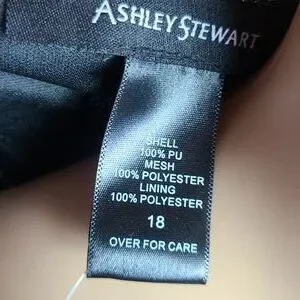 ASHLEY STEWART
SHELL
100% PU
MESH
100% POLYESTER
LINING
100% POLYESTER
18
OVER FOR CARE